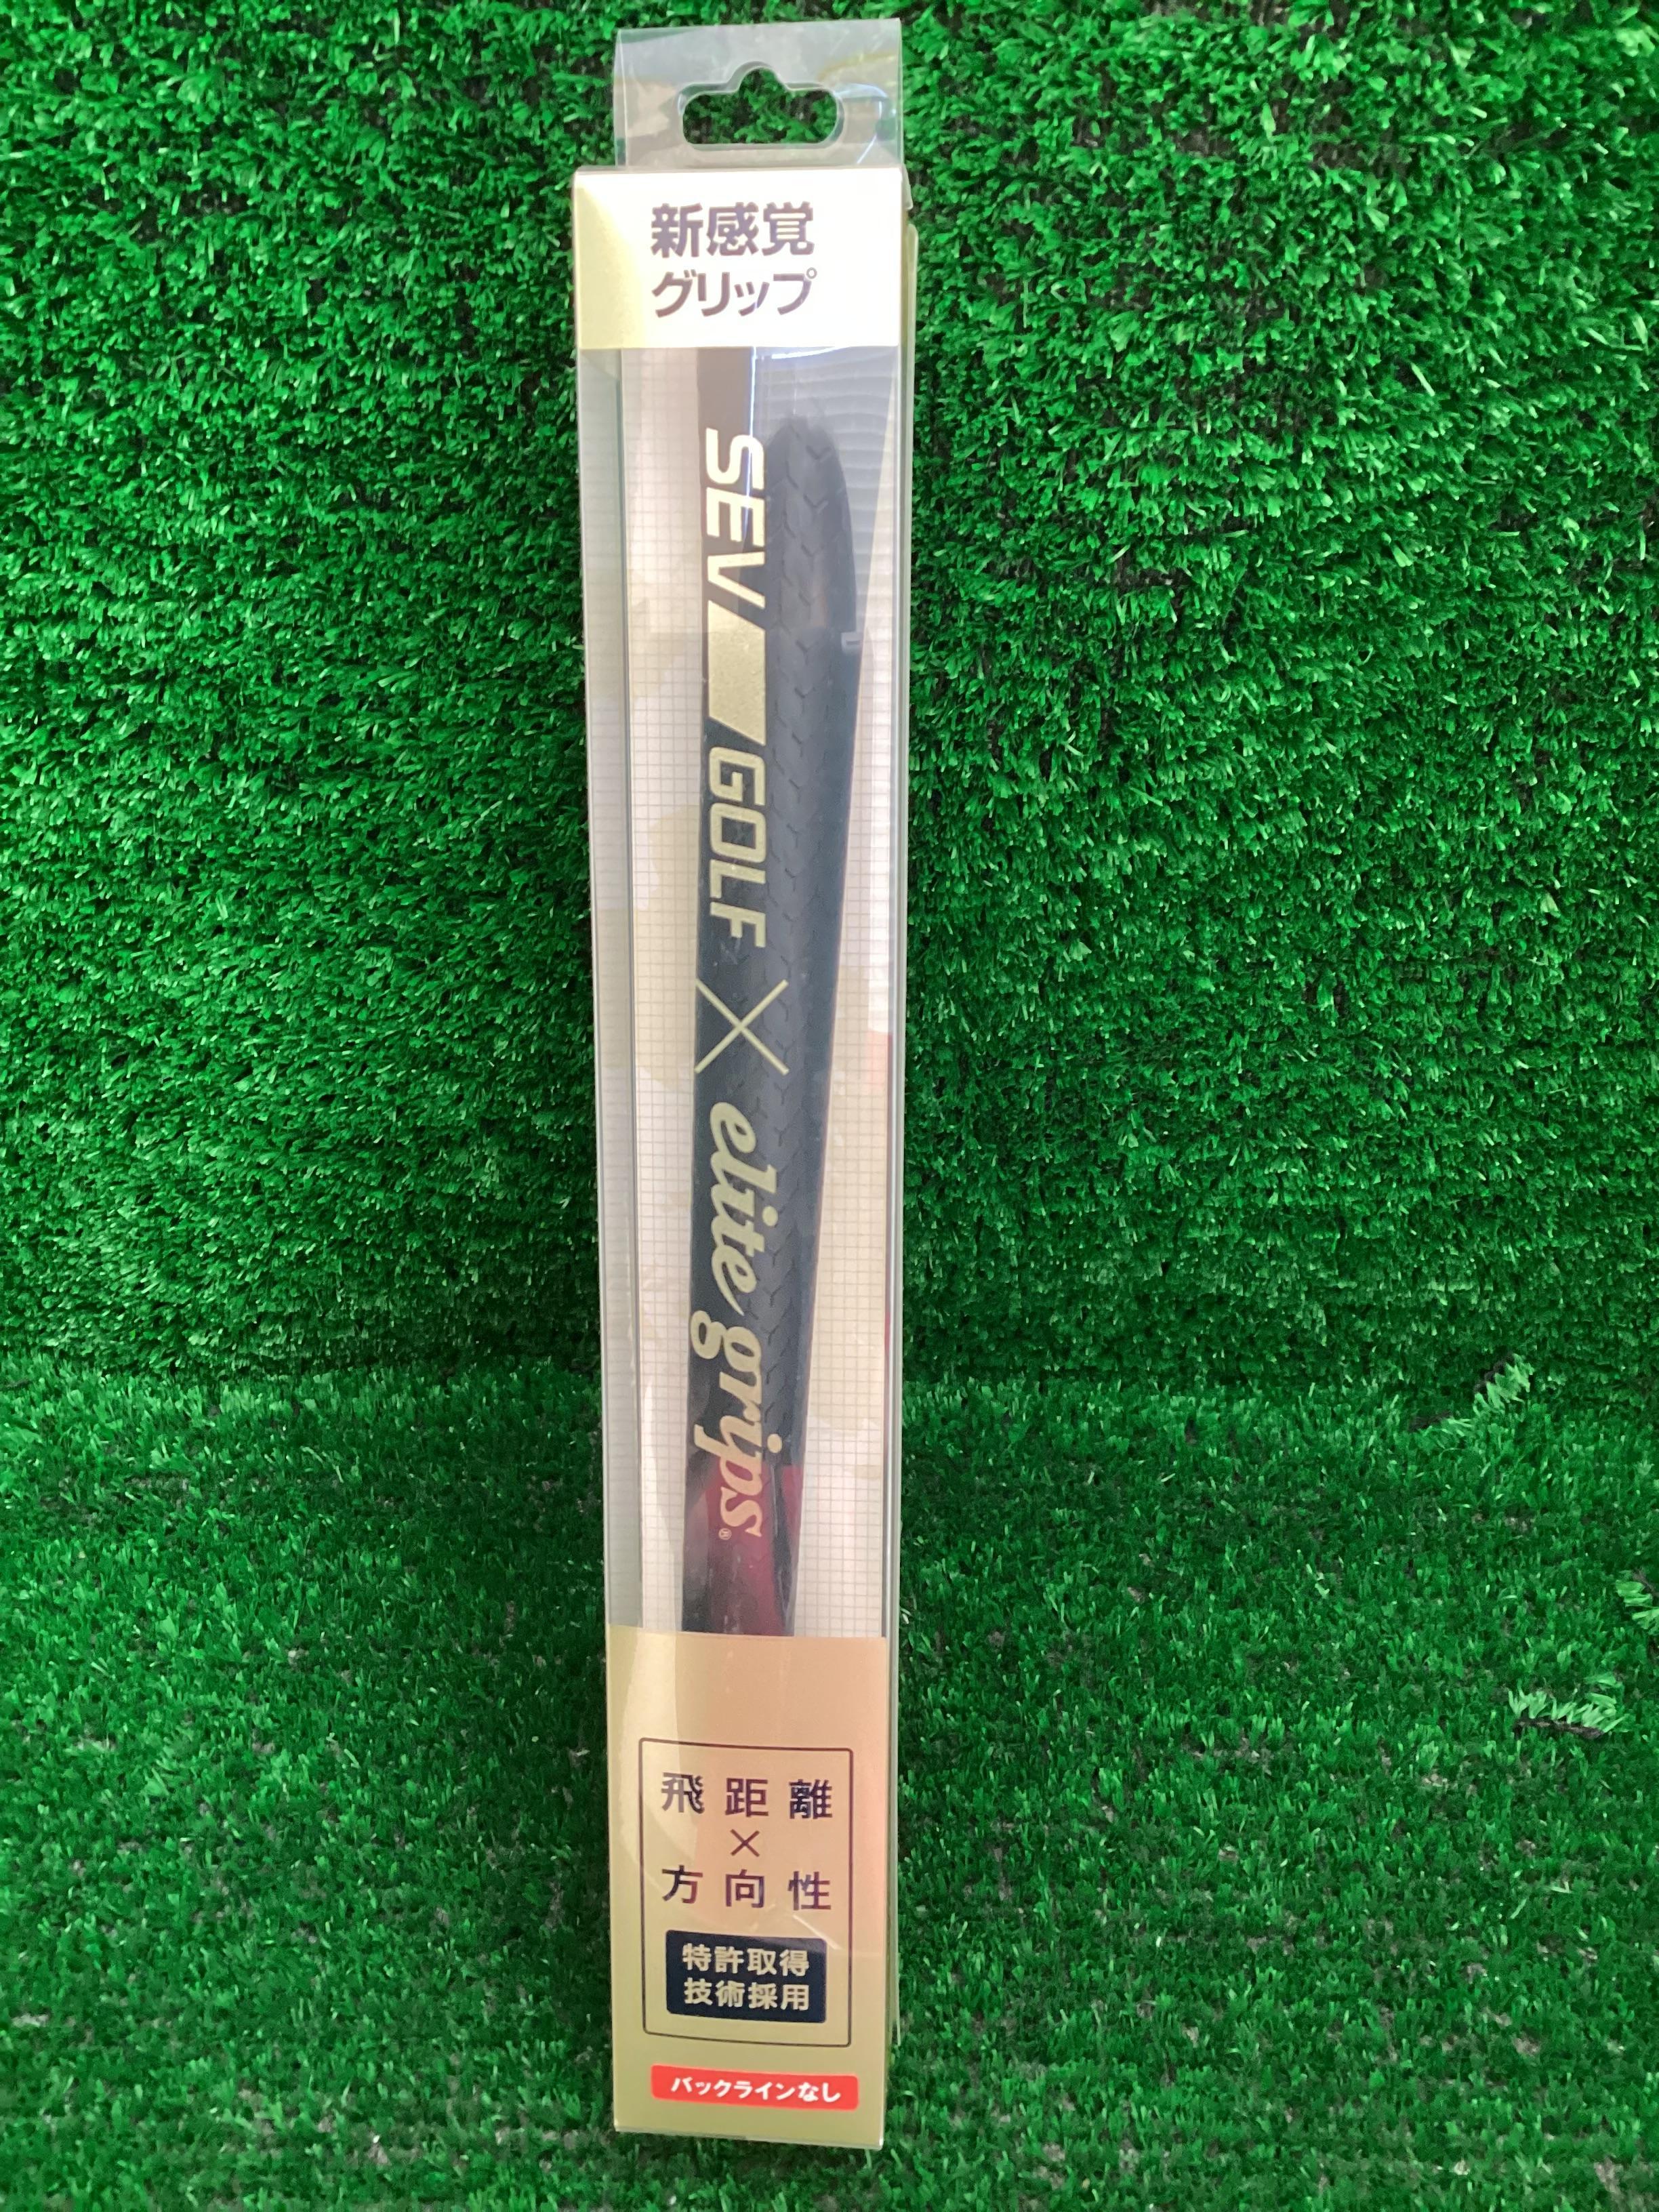 新感覚
グリップ
SEV GOLF × elite grips®
飛距離
×
方向性
特許取得
技術採用
バックラインなし